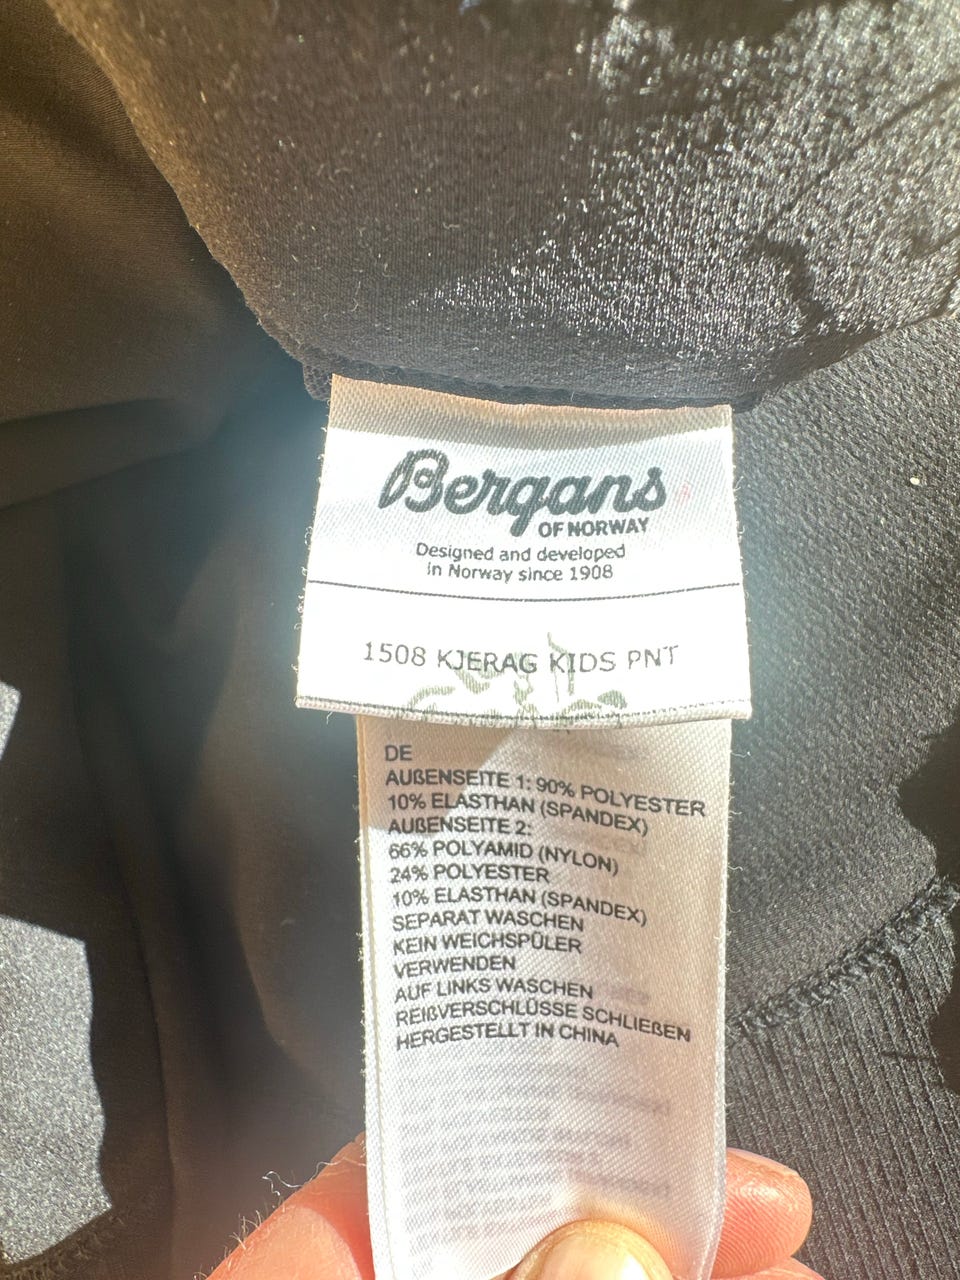 Bergans
OF NORWAY
Designed and developed
in Norway since 1908
1508 KJERAG KIDS PNT
DE
AUßENSEITE 1: 90% POLYESTER
10% ELASTHAN (SPANDEX)
AUßENSEITE 2:
66% POLYAMID (NYLON)
24% POLYESTER
10% ELASTHAN (SPANDEX)
SEPARAT WASCHEN
KEIN WEICHSPÜLER
VERWENDEN
AUF LINKS WASCHEN
REIßVERSCHLÜSSE SCHLIEßEN
HERGESTELLT IN CHINA